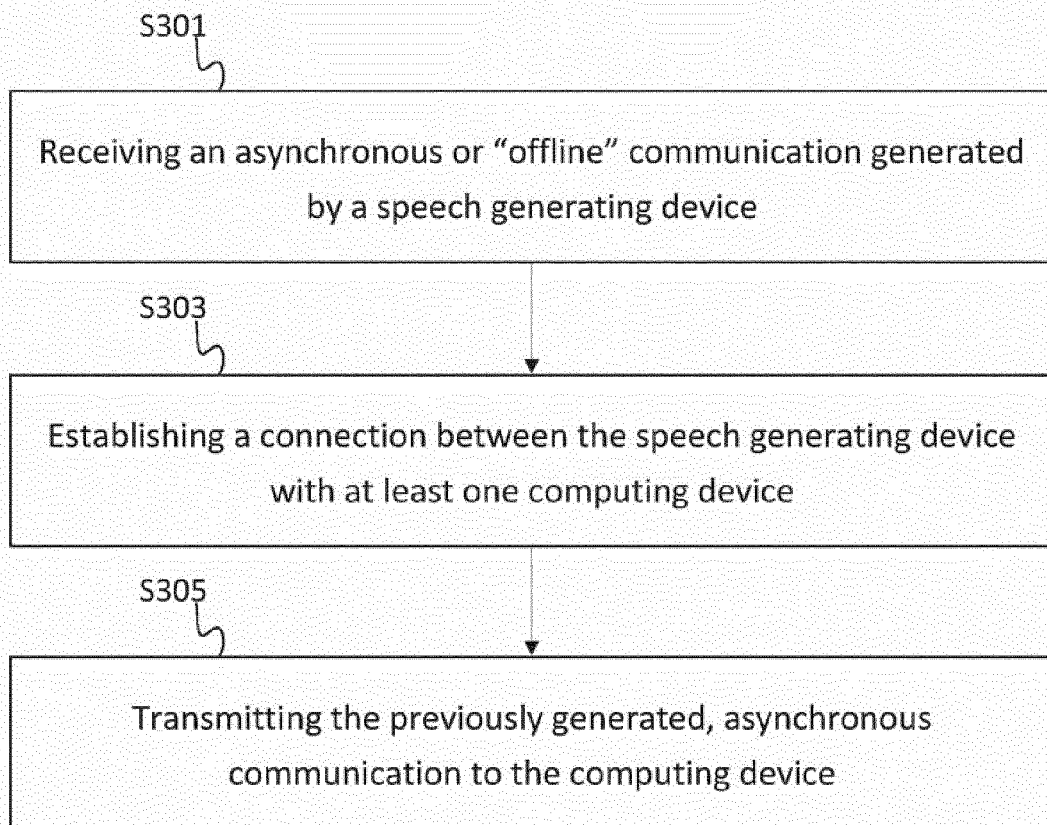 S301
Receiving an asynchronous or “offline” communication generated
by a speech generating device
S303
Establishing a connection between the speech generating device
with at least one computing device
S305
Transmitting the previously generated, asynchronous
communication to the computing device